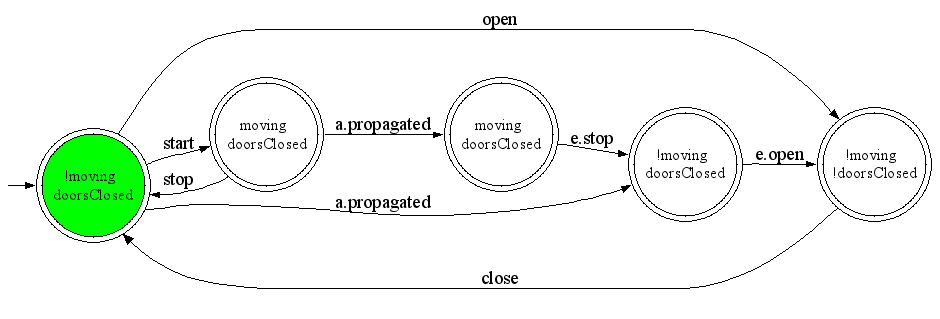 open
start
stop
!moving
doorsClosed
moving
doorsClosed
a.propagated
moving
doorsClosed
e.stop
a.propagated
!moving
doorsClosed
e.open
!moving
!doorsClosed
close